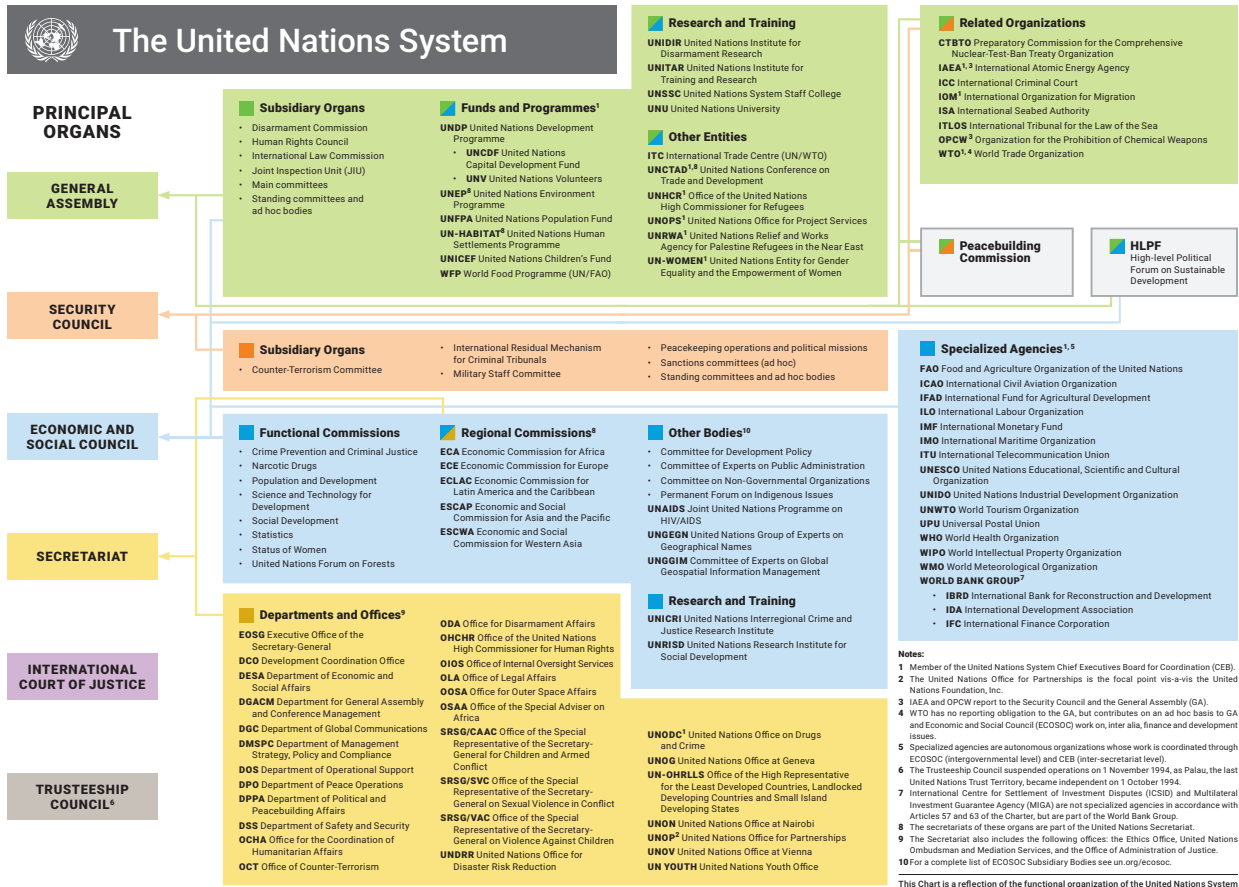 The United Nations System
PRINCIPAL
ORGANS
GENERAL
ASSEMBLY
SECURITY
COUNCIL
ECONOMIC AND
SOCIAL COUNCIL
SECRETARIAT
INTERNATIONAL
COURT OF JUSTICE
TRUSTEESHIP
COUNCIL⁶
Subsidiary Organs
• Disarmament Commission
• Human Rights Council
• International Law Commission
• Joint Inspection Unit (JIU)
• Main committees
• Standing committees and
ad hoc bodies
Funds and Programmes¹
UNDP United Nations Development
Programme
• UNCDF United Nations
Capital Development Fund
• UNV United Nations Volunteers
UNEP⁸ United Nations Environment
Programme
UNFPA United Nations Population Fund
UN-HABITAT⁸ United Nations Human
Settlements Programme
UNICEF United Nations Children's Fund
WFP World Food Programme (UN/FAO)
Research and Training
UNIDIR United Nations Institute for
Disarmament Research
UNITAR United Nations Institute for
Training and Research
UNSSC United Nations System Staff College
UNU United Nations University
Other Entities
ITC International Trade Centre (UN/WTO)
UNCTAD¹,⁸ United Nations Conference on
Trade and Development
UNHCR¹ Office of the United Nations
High Commissioner for Refugees
UNOPS¹ United Nations Office for Project Services
UNRWA¹ United Nations Relief and Works
Agency for Palestine Refugees in the Near East
UN-WOMEN¹ United Nations Entity for Gender
Equality and the Empowerment of Women
Related Organizations
CTBTO Preparatory Commission for the Comprehensive
Nuclear-Test-Ban Treaty Organization
IAEA¹,³ International Atomic Energy Agency
ICC International Criminal Court
IOM¹ International Organization for Migration
ISA International Seabed Authority
ITLOS International Tribunal for the Law of the Sea
OPCW³ Organization for the Prohibition of Chemical Weapons
WTO¹,⁴ World Trade Organization
Peacebuilding
Commission
HLPF
High-level Political
Forum on Sustainable
Development
Subsidiary Organs
• Counter-Terrorism Committee
• International Residual Mechanism
for Criminal Tribunals
• Military Staff Committee
• Peacekeeping operations and political missions
• Sanctions committees (ad hoc)
• Standing committees and ad hoc bodies
Functional Commissions
• Crime Prevention and Criminal Justice
• Narcotic Drugs
• Population and Development
• Science and Technology for
Development
• Social Development
• Statistics
• Status of Women
• United Nations Forum on Forests
Regional Commissions⁸
ECA Economic Commission for Africa
ECE Economic Commission for Europe
ECLAC Economic Commission for
Latin America and the Caribbean
ESCAP Economic and Social
Commission for Asia and the Pacific
ESCWA Economic and Social
Commission for Western Asia
Other Bodies¹⁰
• Committee for Development Policy
• Committee of Experts on Public Administration
• Committee on Non-Governmental Organizations
• Permanent Forum on Indigenous Issues
UNAIDS Joint United Nations Programme on
HIV/AIDS
UNGEGN United Nations Group of Experts on
Geographical Names
UNGGIM Committee of Experts on Global
Geospatial Information Management
Research and Training
UNICRI United Nations Interregional Crime and
Justice Research Institute
UNRISD United Nations Research Institute for
Social Development
Specialized Agencies¹,⁵
FAO Food and Agriculture Organization of the United Nations
ICAO International Civil Aviation Organization
IFAD International Fund for Agricultural Development
ILO International Labour Organization
IMF International Monetary Fund
IMO International Maritime Organization
ITU International Telecommunication Union
UNESCO United Nations Educational, Scientific and Cultural
Organization
UNIDO United Nations Industrial Development Organization
UNWTO World Tourism Organization
UPU Universal Postal Union
WHO World Health Organization
WIPO World Intellectual Property Organization
WMO World Meteorological Organization
WORLD BANK GROUP⁷
• IBRD International Bank for Reconstruction and Development
• IDA International Development Association
• IFC International Finance Corporation
Departments and Offices⁹
EOSG Executive Office of the
Secretary-General
DCO Development Coordination Office
DESA Department of Economic and
Social Affairs
DGACM Department for General Assembly
and Conference Management
DGC Department of Global Communications
DMSPC Department of Management
Strategy, Policy and Compliance
DOS Department of Operational Support
DPO Department of Peace Operations
DPPA Department of Political and
Peacebuilding Affairs
DSS Department of Safety and Security
OCHA Office for the Coordination of
Humanitarian Affairs
OCT Office of Counter-Terrorism
ODA Office for Disarmament Affairs
OHCHR Office of the United Nations
High Commissioner for Human Rights
OIOS Office of Internal Oversight Services
OLA Office of Legal Affairs
OOSA Office for Outer Space Affairs
OSAA Office of the Special Adviser on
Africa
SRSG/CAAC Office of the Special
Representative of the Secretary-
General for Children and Armed
Conflict
SRSG/SVC Office of the Special
Representative of the Secretary-
General on Sexual Violence in Conflict
SRSG/VAC Office of the Special
Representative of the Secretary-
General on Violence Against Children
UNDRR United Nations Office for
Disaster Risk Reduction
UNODC¹ United Nations Office on Drugs
and Crime
UNOG United Nations Office at Geneva
UN-OHRLLS Office of the High Representative
for the Least Developed Countries, Landlocked
Developing Countries and Small Island
Developing States
UNON United Nations Office at Nairobi
UNOP² United Nations Office for Partnerships
UNOV United Nations Office at Vienna
UN YOUTH United Nations Youth Office
Notes:
1 Member of the United Nations System Chief Executives Board for Coordination (CEB).
2 The United Nations Office for Partnerships is the focal point vis-a-vis the United
Nations Foundation, Inc.
3 IAEA and OPCW report to the Security Council and the General Assembly (GA).
4 WTO has no reporting obligation to the GA, but contributes on an ad hoc basis to GA
and Economic and Social Council (ECOSOC) work on, inter alia, finance and development
issues.
5 Specialized agencies are autonomous organizations whose work is coordinated through
ECOSOC (intergovernmental level) and CEB (inter-secretariat level).
6 The Trusteeship Council suspended operations on 1 November 1994, as Palau, the last
United Nations Trust Territory, became independent on 1 October 1994.
7 International Centre for Settlement of Investment Disputes (ICSID) and Multilateral
Investment Guarantee Agency (MIGA) are not specialized agencies in accordance with
Articles 57 and 63 of the Charter, but are part of the World Bank Group.
8 The secretariats of these organs are part of the United Nations Secretariat.
9 The Secretariat also includes the following offices: the Ethics Office, United Nations
Ombudsman and Mediation Services, and the Office of Administration of Justice.
10 For a complete list of ECOSOC Subsidiary Bodies see un.org/ecosoc.
This Chart is a reflection of the functional organization of the United Nations System